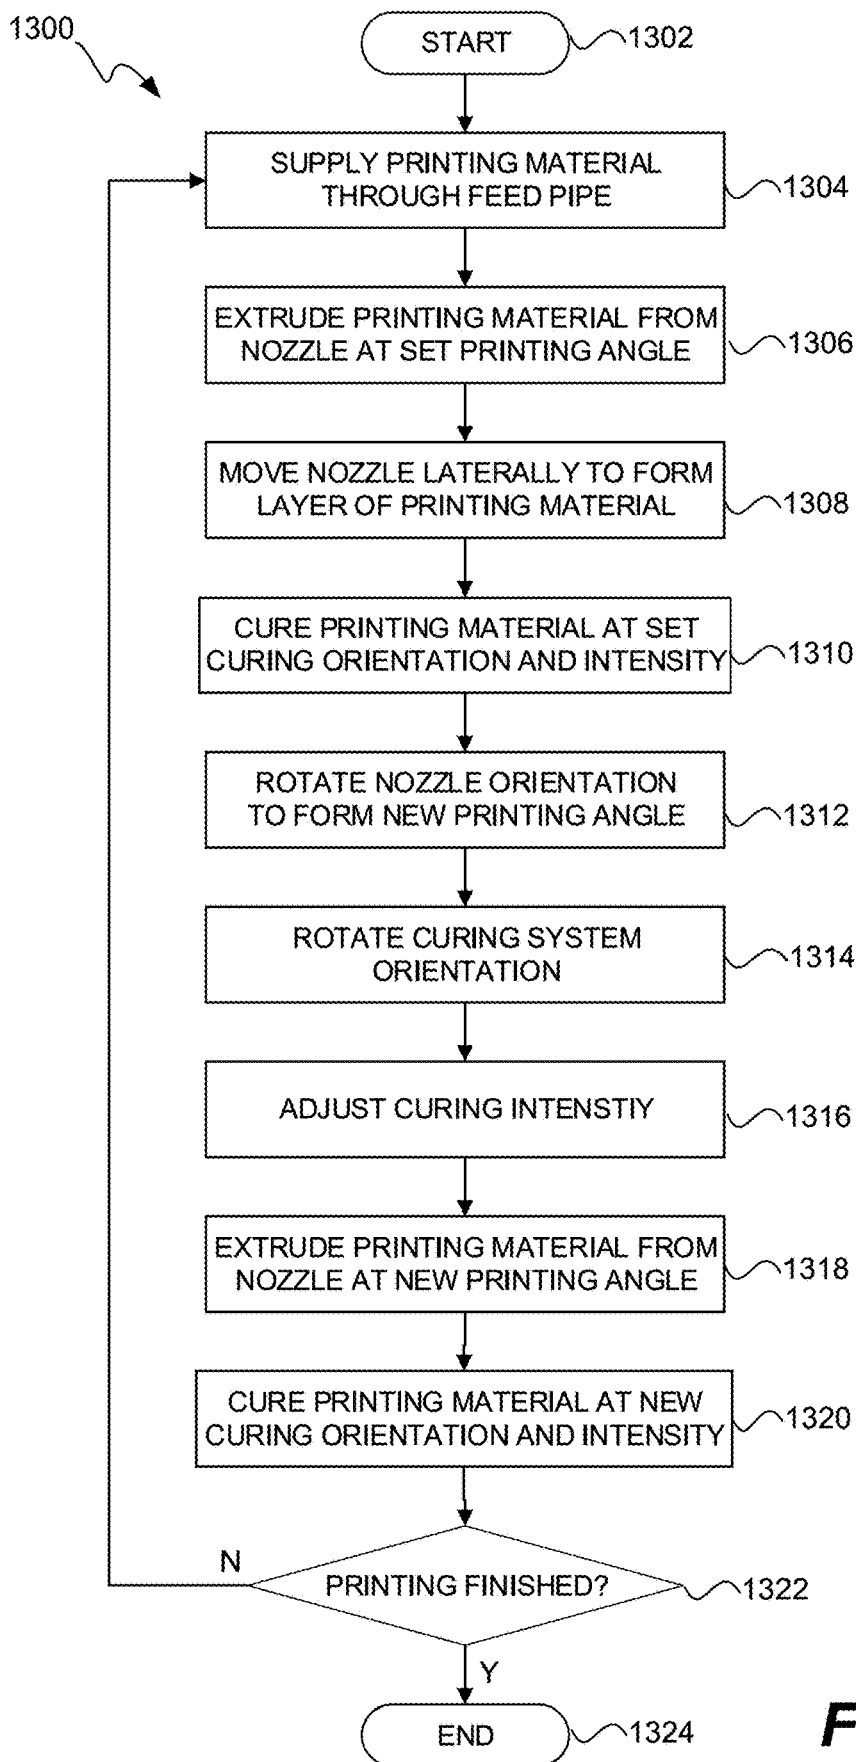 1300
START
1302
SUPPLY PRINTING MATERIAL
THROUGH FEED PIPE
1304
EXTRUDE PRINTING MATERIAL FROM
NOZZLE AT SET PRINTING ANGLE
1306
MOVE NOZZLE LATERALLY TO FORM
LAYER OF PRINTING MATERIAL
1308
CURE PRINTING MATERIAL AT SET
CURING ORIENTATION AND INTENSITY
1310
ROTATE NOZZLE ORIENTATION
TO FORM NEW PRINTING ANGLE
1312
ROTATE CURING SYSTEM
ORIENTATION
1314
ADJUST CURING INTENSTIY
1316
EXTRUDE PRINTING MATERIAL FROM
NOZZLE AT NEW PRINTING ANGLE
1318
CURE PRINTING MATERIAL AT NEW
CURING ORIENTATION AND INTENSITY
1320
N
PRINTING FINISHED?
1322
Y
END
1324
F